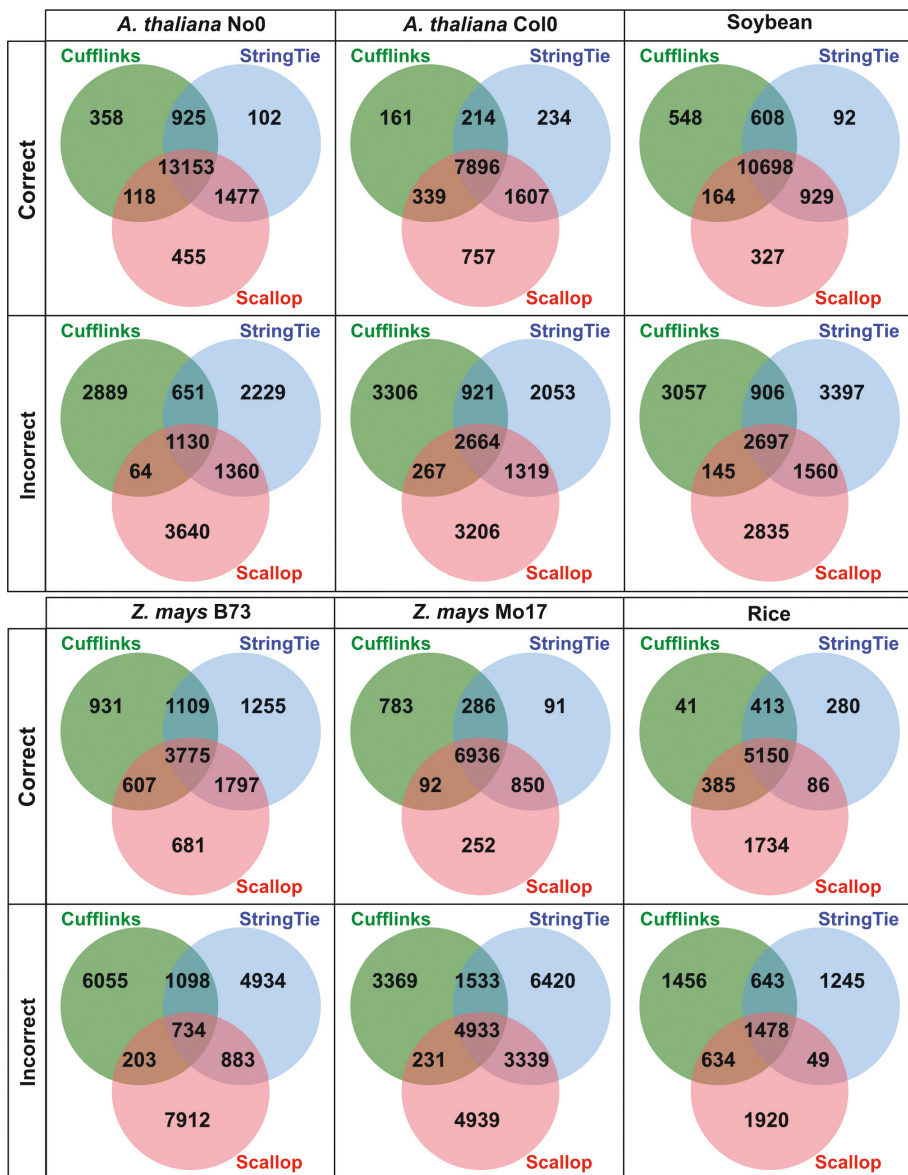 A. thaliana No0 A. thaliana Col0 Soybean
Correct
Cufflinks StringTie Cufflinks StringTie Cufflinks StringTie
358 925 102 161 214 234 548 608 92
13153 7896 10698
118 1477 339 1607 164 929
455 757 327
Scallop Scallop Scallop
Incorrect
Cufflinks StringTie Cufflinks StringTie Cufflinks StringTie
2889 651 2229 3306 921 2053 3057 906 3397
1130 2664 2697
64 1360 267 1319 145 1560
3640 3206 2835
Scallop Scallop Scallop
Z. mays B73 Z. mays Mo17 Rice
Correct
Cufflinks StringTie Cufflinks StringTie Cufflinks StringTie
931 1109 1255 783 286 91 41 413 280
3775 6936 5150
607 1797 92 850 385 86
681 252 1734
Scallop Scallop Scallop
Incorrect
Cufflinks StringTie Cufflinks StringTie Cufflinks StringTie
6055 1098 4934 3369 1533 6420 1456 643 1245
734 4933 1478
203 883 231 3339 634 49
7912 4939 1920
Scallop Scallop Scallop